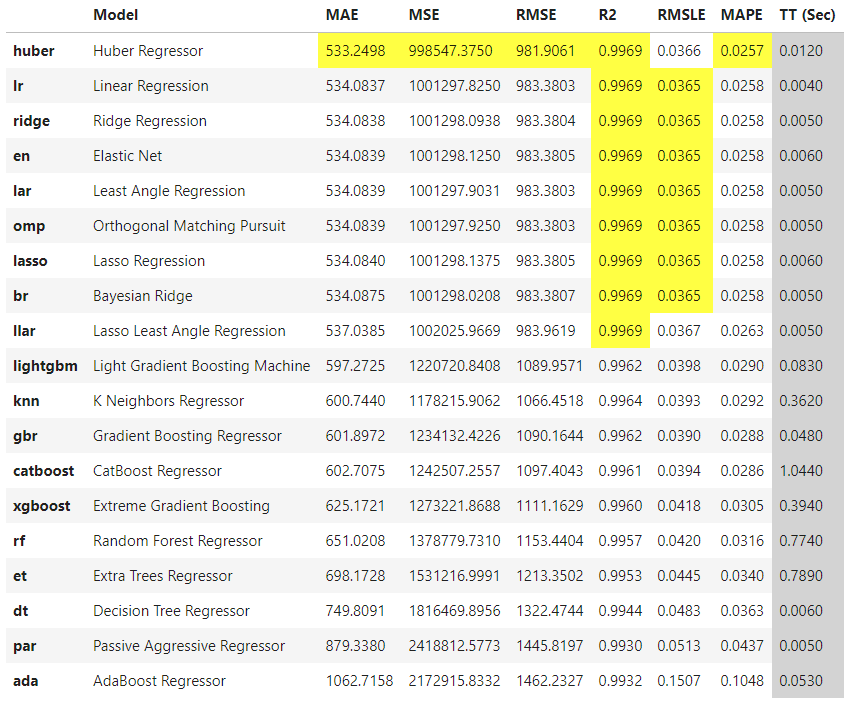 Model MAE MSE RMSE R2 RMSLE MAPE TT (Sec)
huber Huber Regressor 533.2498 998547.3750 981.9061 0.9969 0.0366 0.0257 0.0120
lr Linear Regression 534.0837 1001297.8250 983.3803 0.9969 0.0365 0.0258 0.0040
ridge Ridge Regression 534.0838 1001298.0938 983.3804 0.9969 0.0365 0.0258 0.0050
en Elastic Net 534.0839 1001298.1250 983.3805 0.9969 0.0365 0.0258 0.0060
lar Least Angle Regression 534.0839 1001297.9031 983.3803 0.9969 0.0365 0.0258 0.0050
omp Orthogonal Matching Pursuit 534.0839 1001297.9250 983.3803 0.9969 0.0365 0.0258 0.0050
lasso Lasso Regression 534.0840 1001298.1375 983.3805 0.9969 0.0365 0.0258 0.0060
br Bayesian Ridge 534.0875 1001298.0208 983.3807 0.9969 0.0365 0.0258 0.0050
llar Lasso Least Angle Regression 537.0385 1002025.9669 983.9619 0.9969 0.0367 0.0263 0.0050
lightgbm Light Gradient Boosting Machine 597.2725 1220720.8408 1089.9571 0.9962 0.0398 0.0290 0.0830
knn K Neighbors Regressor 600.7440 1178215.9062 1066.4518 0.9964 0.0393 0.0292 0.3620
gbr Gradient Boosting Regressor 601.8972 1234132.4226 1090.1644 0.9962 0.0390 0.0288 0.0480
catboost CatBoost Regressor 602.7075 1242507.2557 1097.4043 0.9961 0.0394 0.0286 1.0440
xgboost Extreme Gradient Boosting 625.1721 1273221.8688 1111.1629 0.9960 0.0418 0.0305 0.3940
rf Random Forest Regressor 651.0208 1378779.7310 1153.4404 0.9957 0.0420 0.0316 0.7740
et Extra Trees Regressor 698.1728 1531216.9991 1213.3502 0.9953 0.0445 0.0340 0.7890
dt Decision Tree Regressor 749.8091 1816469.8956 1322.4744 0.9944 0.0483 0.0363 0.0060
par Passive Aggressive Regressor 879.3380 2418812.5773 1445.8197 0.9930 0.0513 0.0437 0.0050
ada AdaBoost Regressor 1062.7158 2172915.8332 1462.2327 0.9932 0.1507 0.1048 0.0530